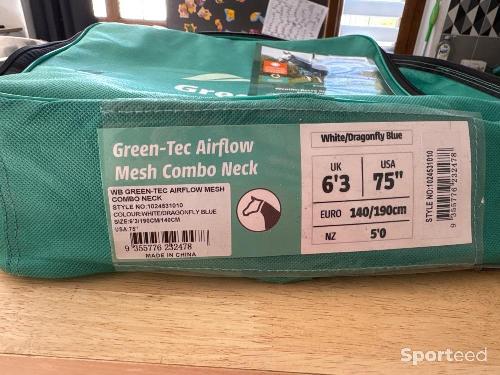 Green
Green-Tec Airflow
Mesh Combo Neck
WB GREEN-TEC AIRFLOW MESH
COMBO NECK
STYLE NO:1024531010
COLOUR:WHITE/DRAGONFLY BLUE
SIZE:6'3/190CM/140CM
USA:75"
9 355776 232478
MADE IN CHINA
White/Dragonfly Blue
UK
6'3
USA
75"
EURO 140/190cm
NZ 5'0
STYLE NO:1024531010
9 355776 232478
Sporteed